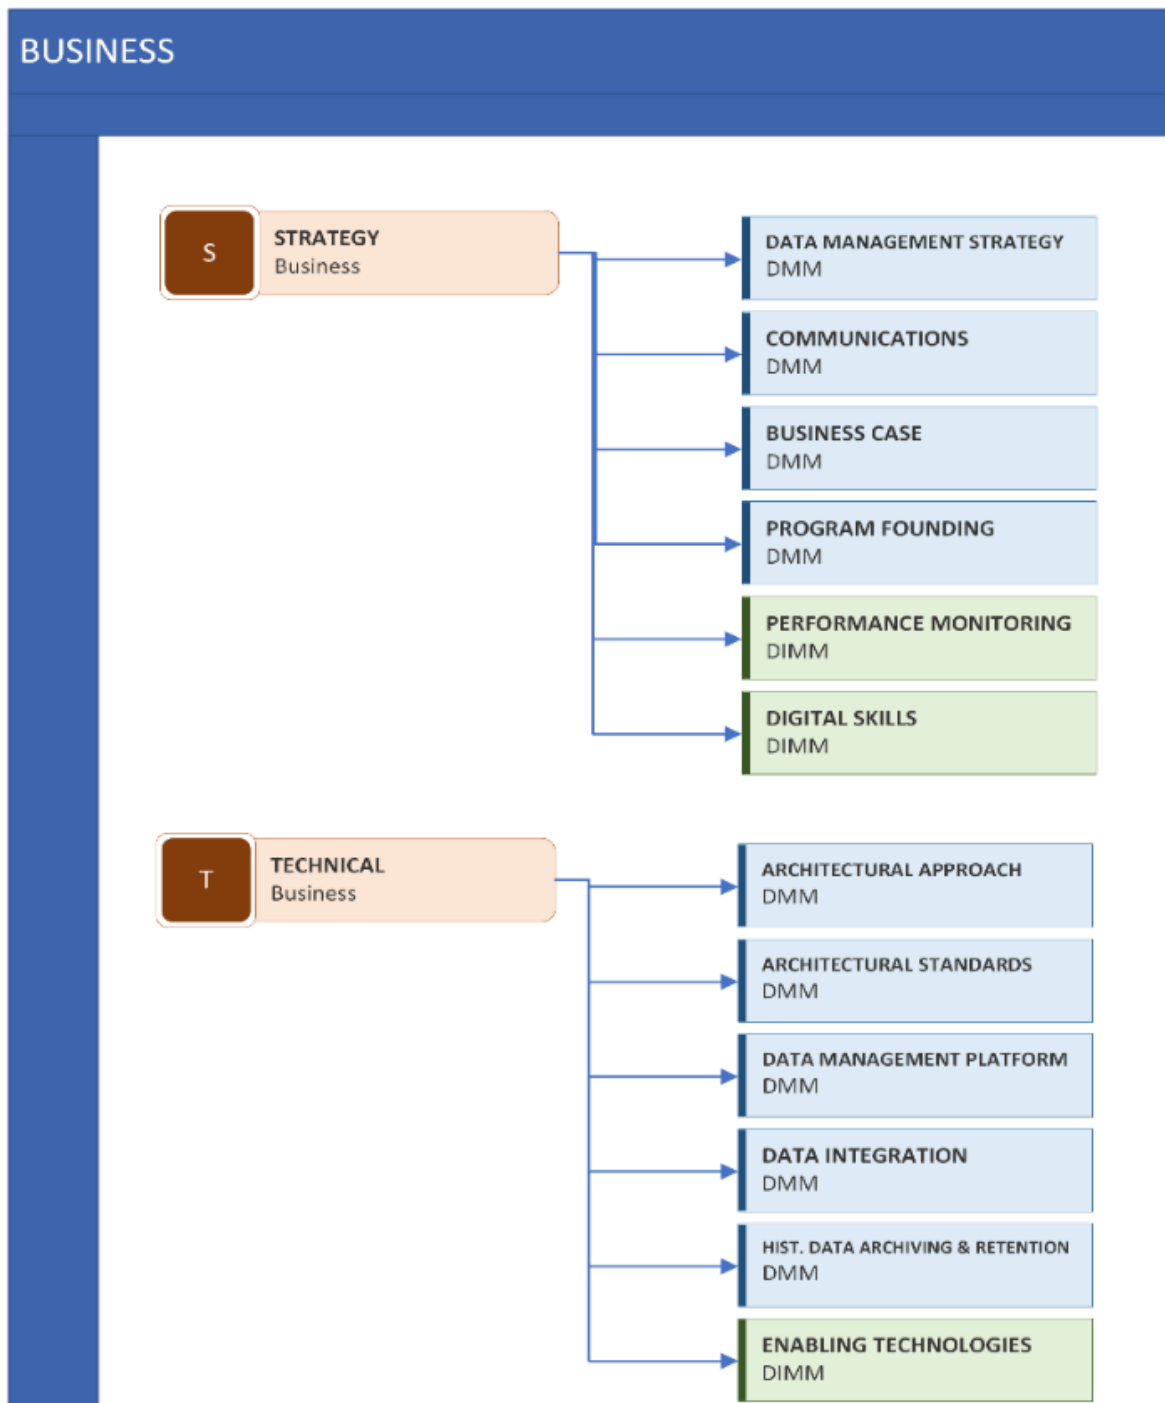 BUSINESS
S
STRATEGY
Business
DATA MANAGEMENT STRATEGY
DMM
COMMUNICATIONS
DMM
BUSINESS CASE
DMM
PROGRAM FOUNDING
DMM
PERFORMANCE MONITORING
DIMM
DIGITAL SKILLS
DIMM
T
TECHNICAL
Business
ARCHITECTURAL APPROACH
DMM
ARCHITECTURAL STANDARDS
DMM
DATA MANAGEMENT PLATFORM
DMM
DATA INTEGRATION
DMM
HIST. DATA ARCHIVING & RETENTION
DMM
ENABLING TECHNOLOGIES
DIMM